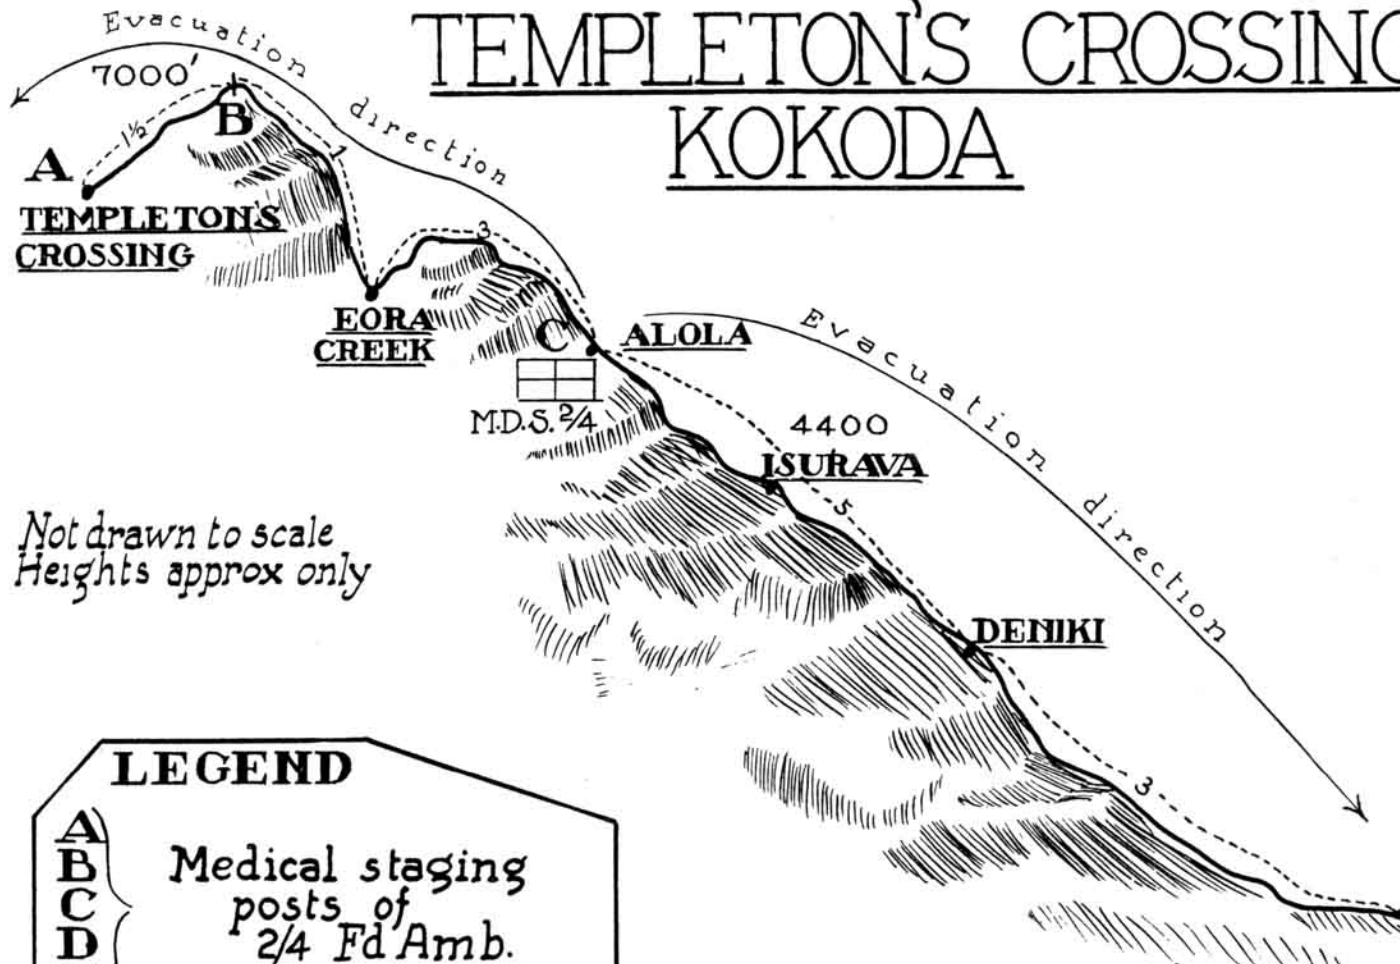 TEMPLETON'S CROSSING
KOKODA
Evacuation direction
7000'
B
1½
1
A
TEMPLETONS
CROSSING
3
EORA
CREEK
C
ALOLA
M.D.S. 2/4
Evacuation direction
4400
ISURAVA
5
Not drawn to scale
Heights approx only
DENIKI
3
LEGEND
A
B
C
D
Medical staging
posts of
2/4 Fd Amb.